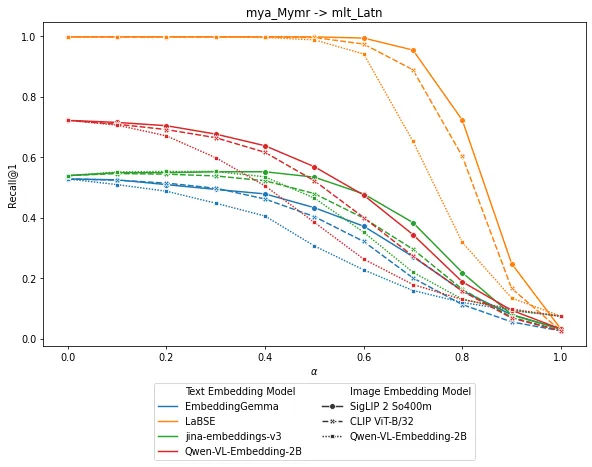 mya_Mymr -> mlt_Latn
Recall@1
1.0
0.8
0.6
0.4
0.2
0.0
0.0 0.2 0.4 0.6 0.8 1.0
α
Text Embedding Model
EmbeddingGemma
LaBSE
jina-embeddings-v3
Qwen-VL-Embedding-2B
Image Embedding Model
SigLIP 2 So400m
CLIP ViT-B/32
Qwen-VL-Embedding-2B